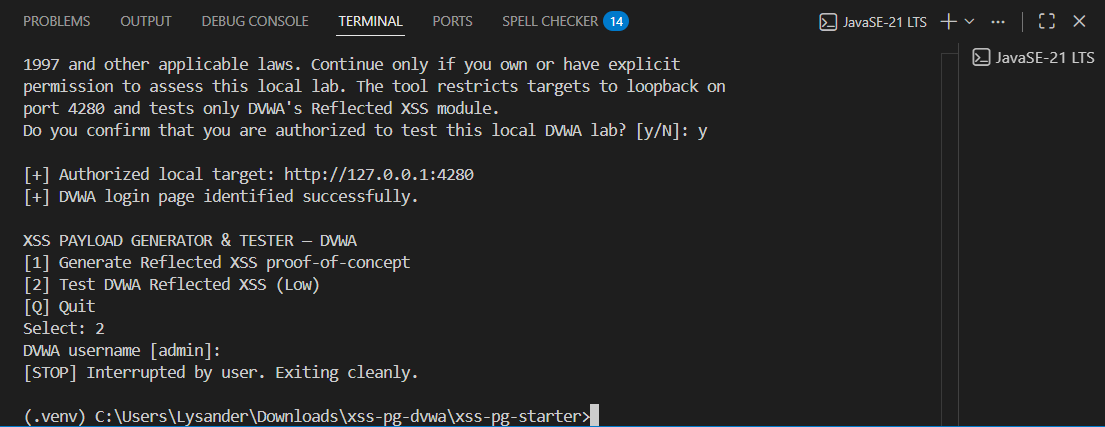 PROBLEMS OUTPUT DEBUG CONSOLE TERMINAL PORTS SPELL CHECKER 14 JavaSE-21 LTS
JavaSE-21 LTS
1997 and other applicable laws. Continue only if you own or have explicit
permission to assess this local lab. The tool restricts targets to loopback on
port 4280 and tests only DVWA's Reflected XSS module.
Do you confirm that you are authorized to test this local DVWA lab? [y/N]: y
[+] Authorized local target: http://127.0.0.1:4280
[+] DVWA login page identified successfully.
XSS PAYLOAD GENERATOR & TESTER — DVWA
[1] Generate Reflected XSS proof-of-concept
[2] Test DVWA Reflected XSS (Low)
[Q] Quit
Select: 2
DVWA username [admin]:
[STOP] Interrupted by user. Exiting cleanly.
(.venv) C:\Users\Lysander\Downloads\xss-pg-dvwa\xss-pg-starter>